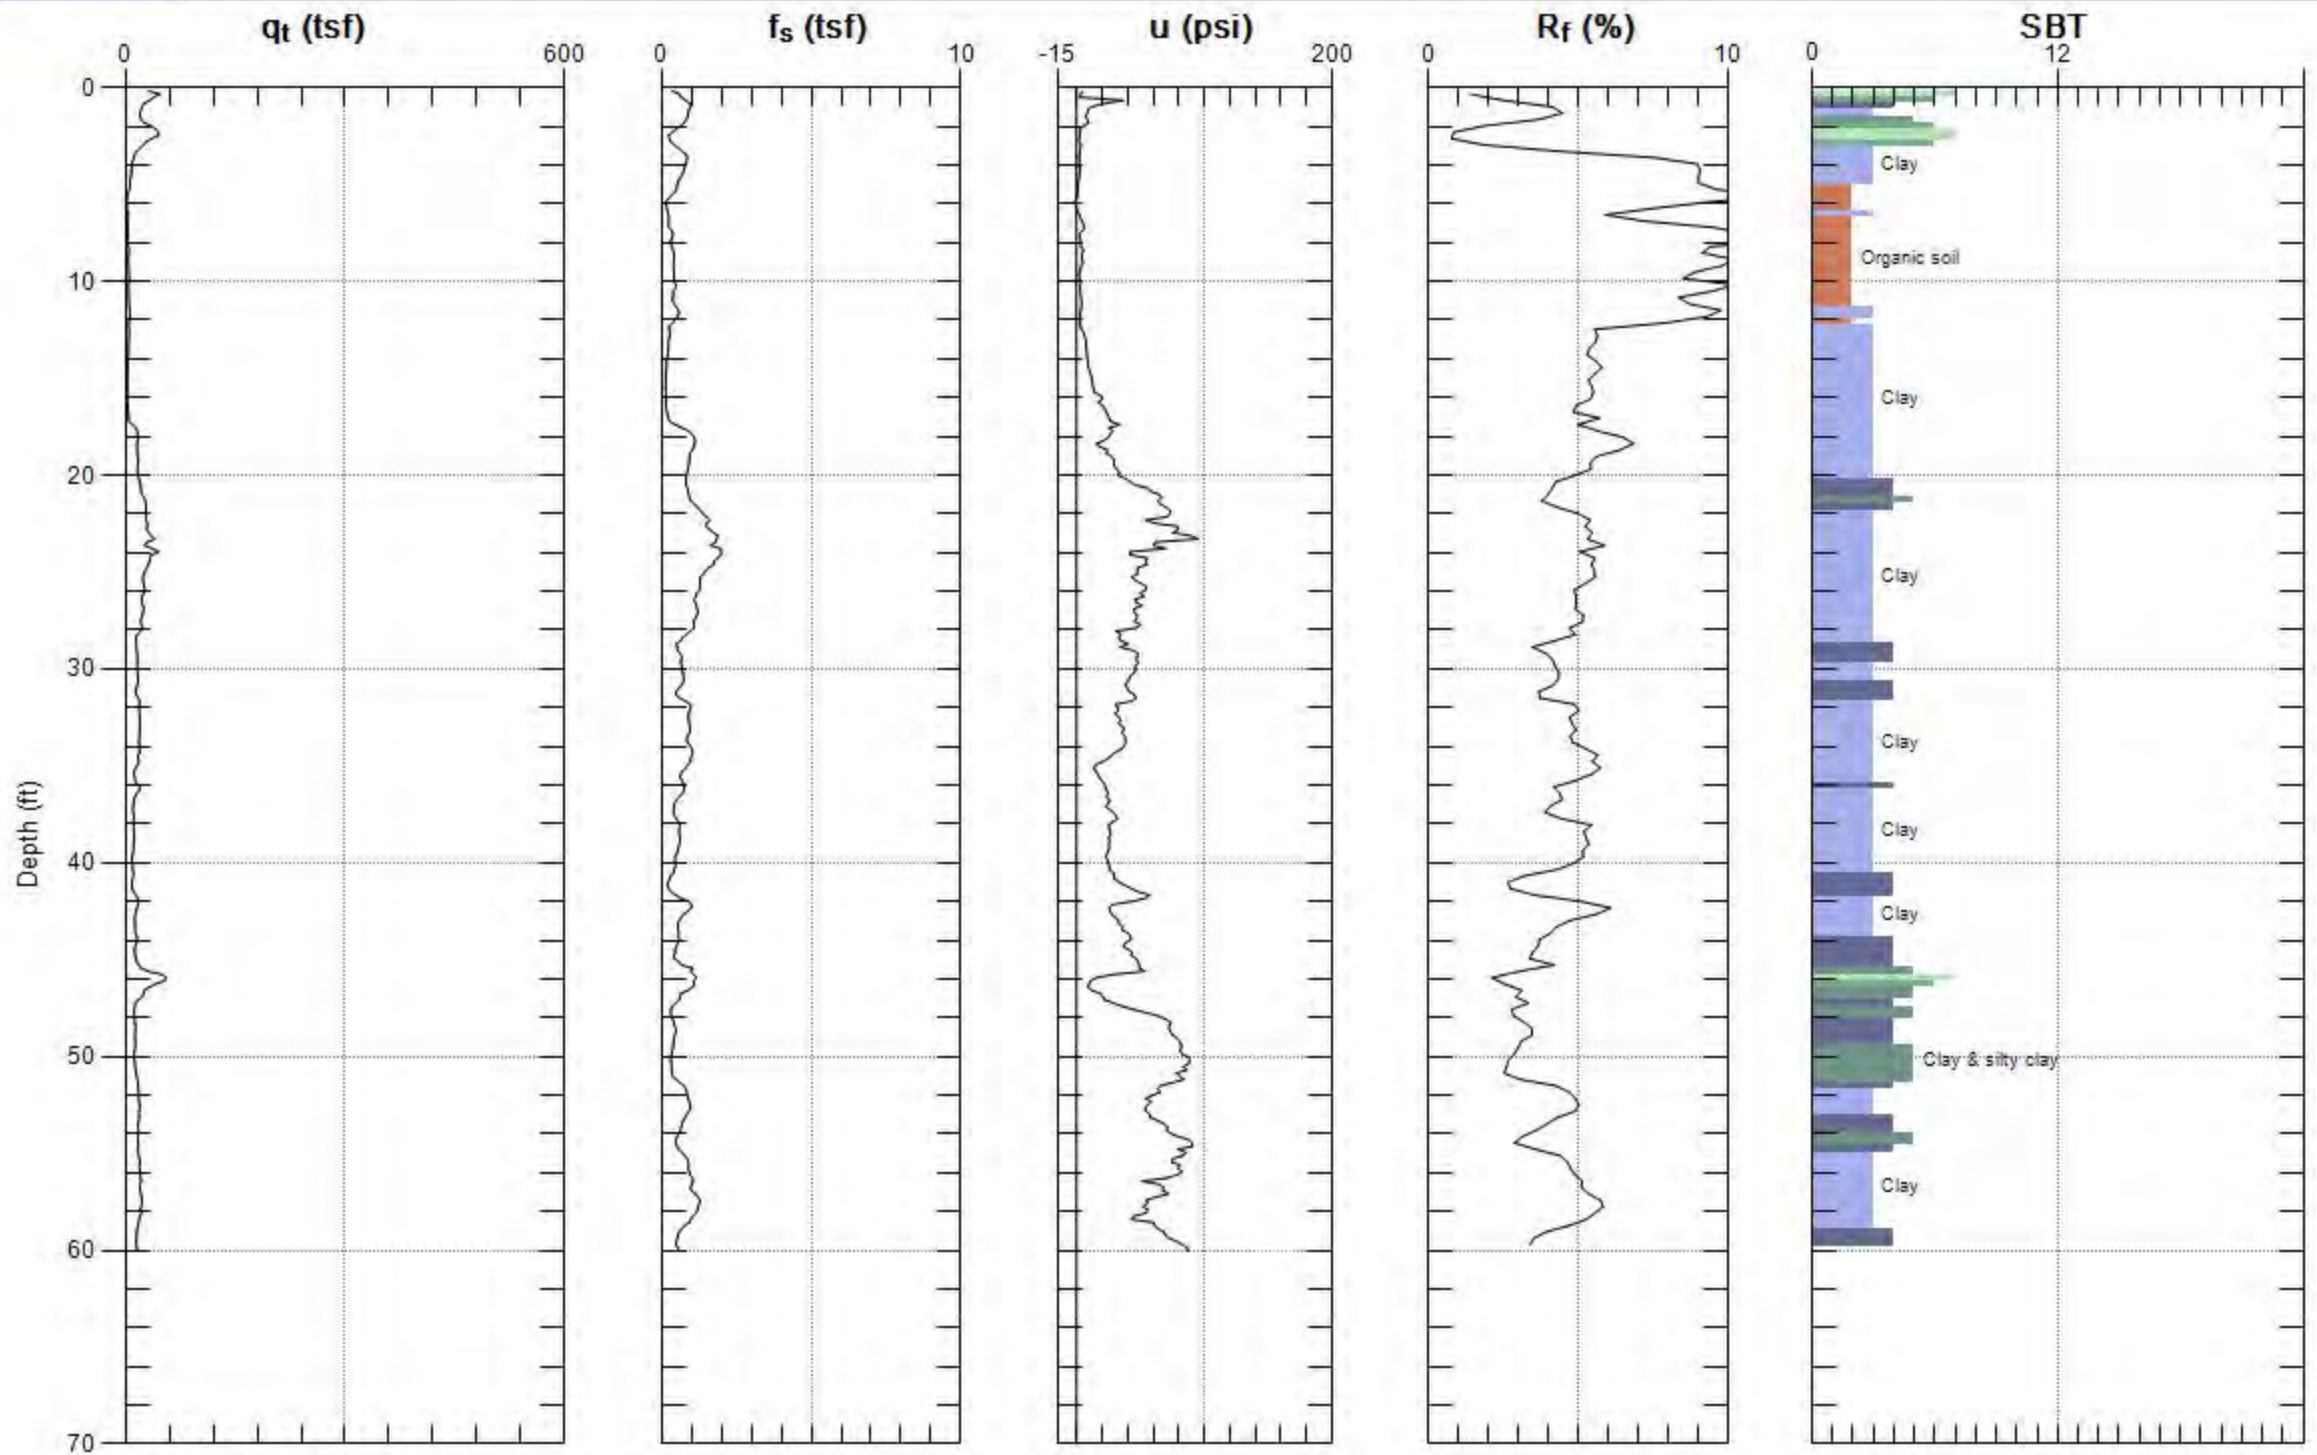 qt (tsf)
fs (tsf)
u (psi)
Rf (%)
SBT
0 600
0 10
-15 200
0 10
0 12
0
10
20
30
40
50
60
70
Depth (ft)
Clay
Organic soil
Clay
Clay
Clay
Clay
Clay
Clay & silty clay
Clay